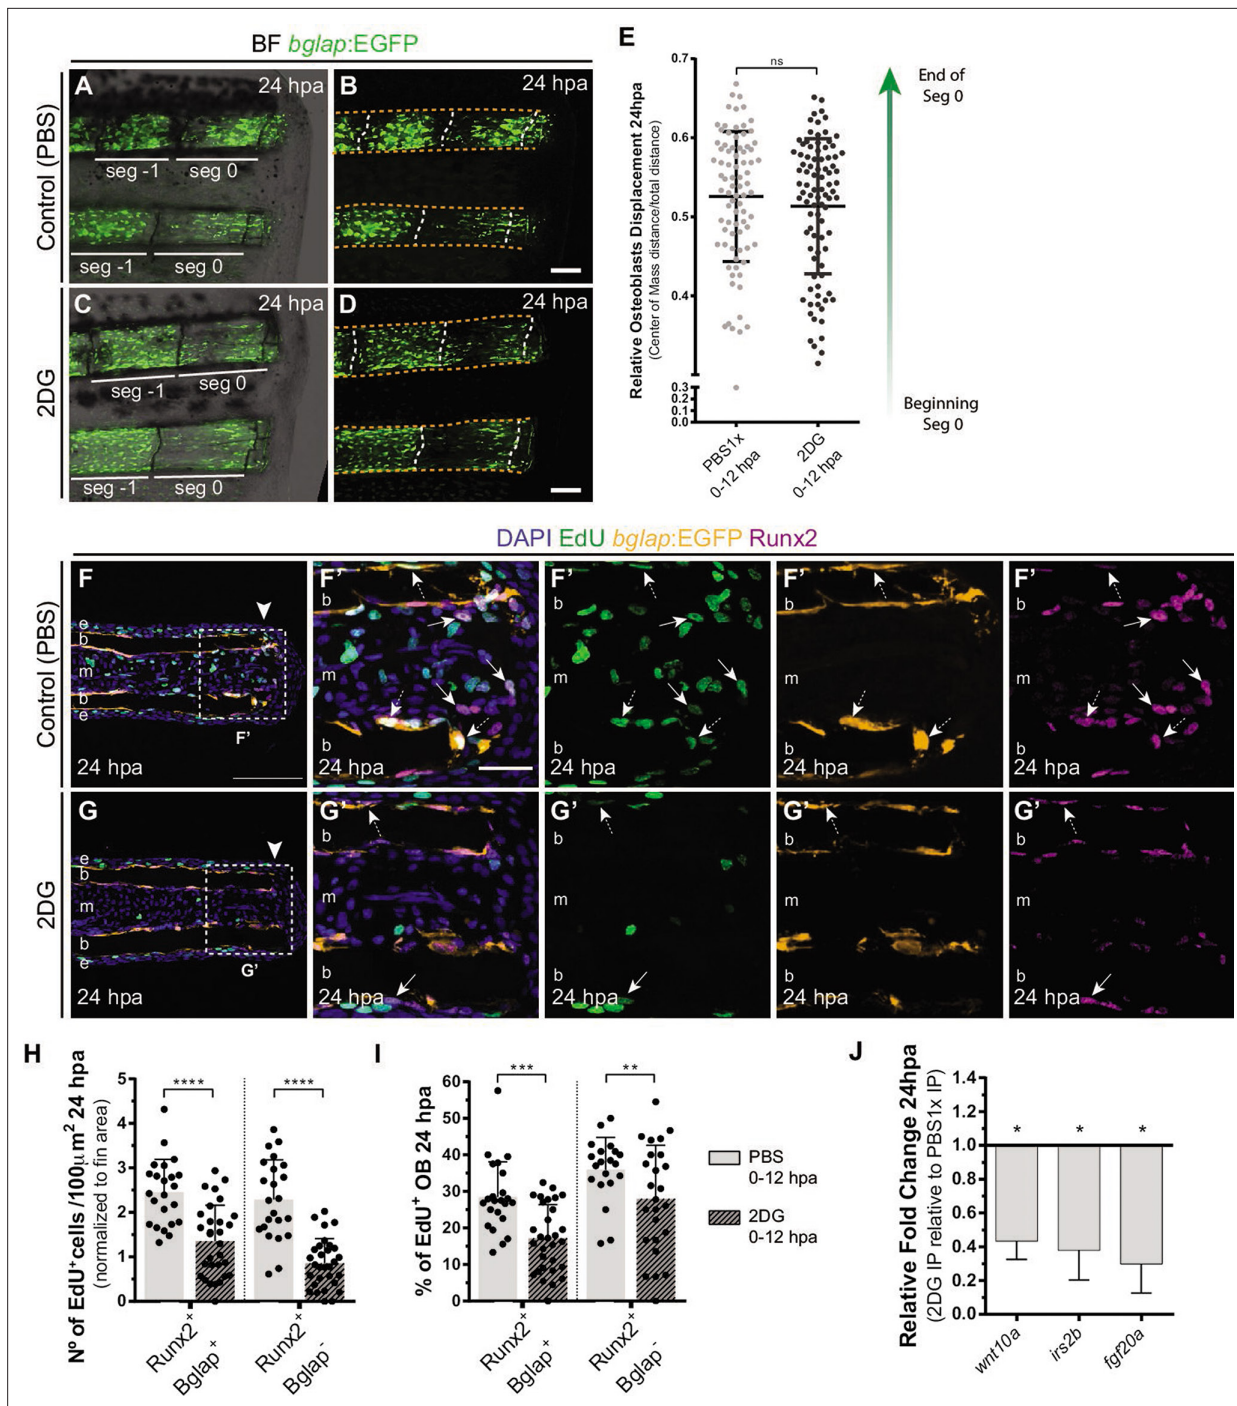 BF bglap:EGFP
Control (PBS)
A
24 hpa
seg -1
seg 0
seg -1
seg 0
B
24 hpa
2DG
C
24 hpa
seg -1
seg 0
seg -1
seg 0
D
24 hpa
E
Relative Osteoblasts Displacement 24hpa
(Center of Mass distance/total distance)
0.7
0.6
0.5
0.4
0.3
0.2
0.1
0.0
ns
PBS1x
0-12 hpa
2DG
0-12 hpa
End of
Seg 0
Beginning
Seg 0
DAPI EdU bglap:EGFP Runx2
Control (PBS)
F
e
b
m
b
e
F'
24 hpa
F'
b
m
b
24 hpa
F'
b
m
b
24 hpa
F'
b
m
b
24 hpa
F'
b
m
b
24 hpa
2DG
G
e
b
m
b
e
G'
24 hpa
G'
b
m
b
24 hpa
G'
b
m
b
24 hpa
G'
b
m
b
24 hpa
G'
b
m
b
24 hpa
H
Nº of EdU⁺cells /100µm² 24 hpa
(normalized to fin area)
5
4
3
2
1
0
****
****
Runx2⁺
Bglap⁺
Runx2⁺
Bglap⁻
I
% of EdU⁺ OB 24 hpa
60
50
40
30
20
10
0
***
**
Runx2⁺
Bglap⁺
Runx2⁺
Bglap⁻
PBS
0-12 hpa
2DG
0-12 hpa
J
Relative Fold Change 24hpa
(2DG IP relative to PBS1x IP)
1.4
1.2
1.0
0.8
0.6
0.4
0.2
0.0
*
*
*
wnt10a
irs2b
fgf20a